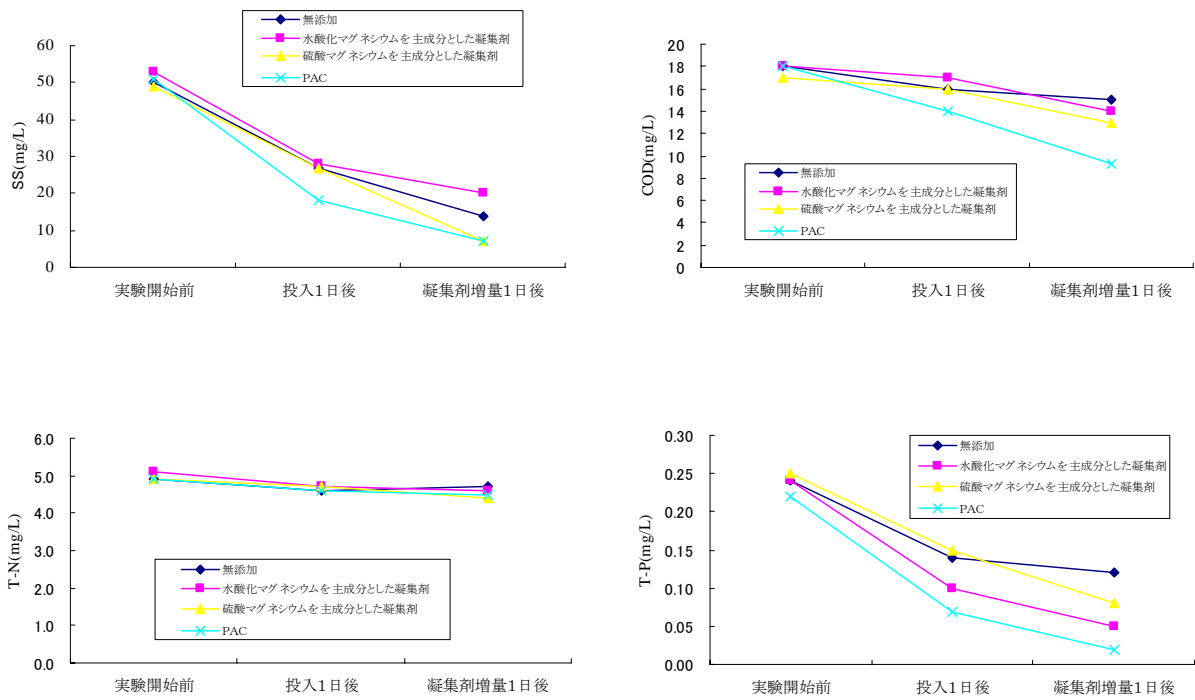 無添加
水酸化マグネシウムを主成分とした凝集剤
硫酸マグネシウムを主成分とした凝集剤
PAC
60
50
40
30
20
10
0
SS(mg/L)
実験開始前
投入1日後
凝集剤増量1日後
20
18
16
14
12
10
8
6
4
2
0
COD(mg/L)
無添加
水酸化マグネシウムを主成分とした凝集剤
硫酸マグネシウムを主成分とした凝集剤
PAC
実験開始前
投入1日後
凝集剤増量1日後
6.0
5.0
4.0
3.0
2.0
1.0
0.0
T-N(mg/L)
無添加
水酸化マグネシウムを主成分とした凝集剤
硫酸マグネシウムを主成分とした凝集剤
PAC
実験開始前
投入1日後
凝集剤増量1日後
0.30
0.25
0.20
0.15
0.10
0.05
0.00
T-P(mg/L)
無添加
水酸化マグネシウムを主成分とした凝集剤
硫酸マグネシウムを主成分とした凝集剤
PAC
実験開始前
投入1日後
凝集剤増量1日後